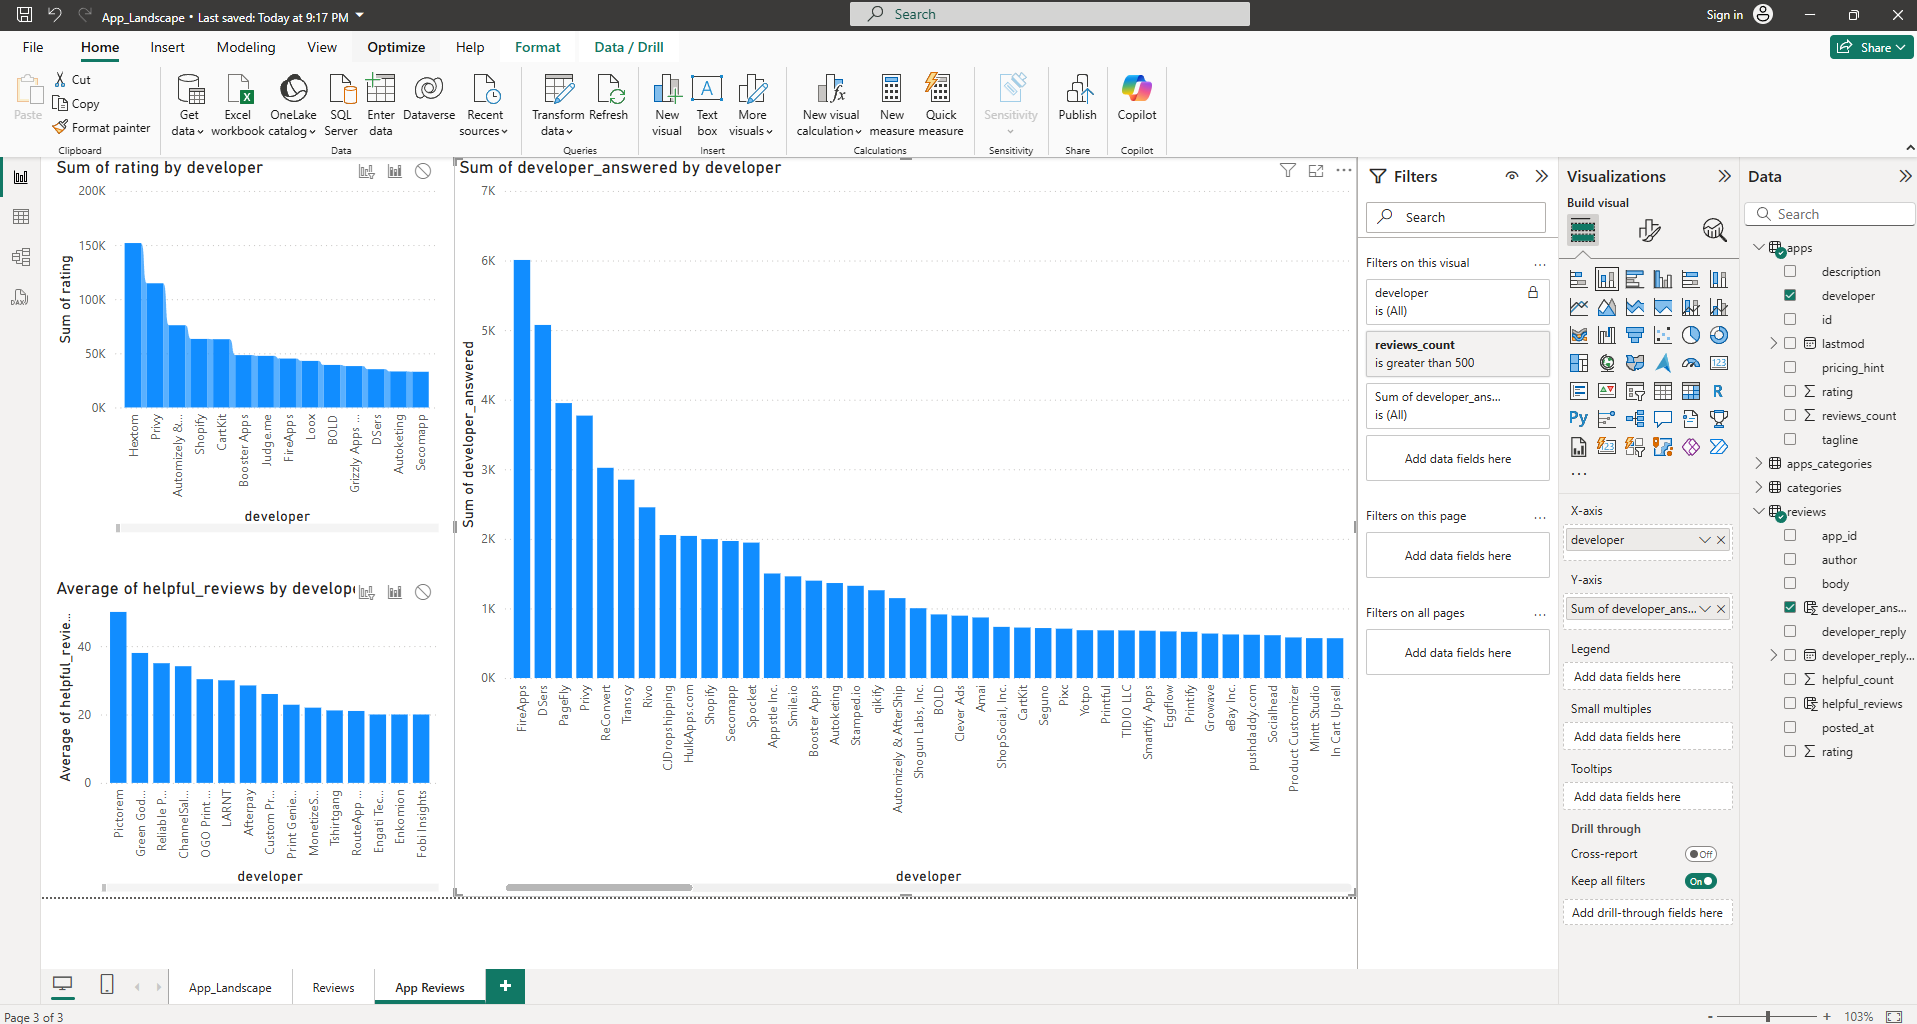 App_Landscape • Last saved: Today at 9:17 PM
Search
Sign in
File
Home
Insert
Modeling
View
Optimize
Help
Format
Data / Drill
Share
Paste
Cut
Copy
Format painter
Clipboard
Get data
Excel workbook
OneLake catalog
SQL Server
Enter data
Dataverse
Recent sources
Data
Transform data
Refresh
Queries
New visual
Text box
More visuals
Insert
New visual calculation
New measure
Quick measure
Calculations
Sensitivity
Sensitivity
Publish
Share
Copilot
Copilot
Sum of rating by developer
Sum of rating
200K
150K
100K
50K
0K
Hextom
Privy
Automizely &...
Shopify
CartKit
Booster Apps
Judge.me
FireApps
Loox
BOLD
Grizzly Apps ...
DSers
Autoketing
Secomapp
developer
Average of helpful_reviews by develope
Average of helpful_revie...
40
20
0
Pictorem
Green God...
Reliable P...
ChannelSal...
OGO Print ...
LARNT
Afterpay
Custom Pr...
Print Genie...
MonetizeS...
Tshirtgang
RouteApp ...
Engati Tec...
Enkomion
Fobi Insights
developer
Sum of developer_answered by developer
Sum of developer_answered
7K
6K
5K
4K
3K
2K
1K
0K
FireApps
DSers
PageFly
Privy
ReConvert
Transcy
Rivo
CJDropshipping
HulkApps.com
Shopify
Secomapp
Spocket
Appstle Inc.
Smile.io
Booster Apps
Autoketing
Stamped.io
qikify
Automizely & AfterShip
Shogun Labs, Inc.
BOLD
Clever Ads
Amai
ShopSocial, Inc.
CartKit
Seguno
Pixc
Yotpo
Printful
TIDIO LLC
Smartify Apps
Eggflow
Printify
Growave
eBay Inc.
pushdaddy.com
Socialhead
Product Customizer
Mintt Studio
In Cart Upsell
developer
Filters
Search
Filters on this visual
developer
is (All)
reviews_count
is greater than 500
Sum of developer_ans...
is (All)
Add data fields here
Filters on this page
Add data fields here
Filters on all pages
Add data fields here
Visualizations
Build visual
123
R
Py
123
X-axis
developer
Y-axis
Sum of developer_ans...
Legend
Add data fields here
Small multiples
Add data fields here
Tooltips
Add data fields here
Drill through
Cross-report
Off
Keep all filters
On
Add drill-through fields here
Data
Search
apps
description
developer
id
lastmod
pricing_hint
rating
reviews_count
tagline
apps_categories
categories
reviews
app_id
author
body
developer_ans...
developer_reply
developer_reply...
helpful_count
helpful_reviews
posted_at
rating
App_Landscape
Reviews
App Reviews
Page 3 of 3
103%